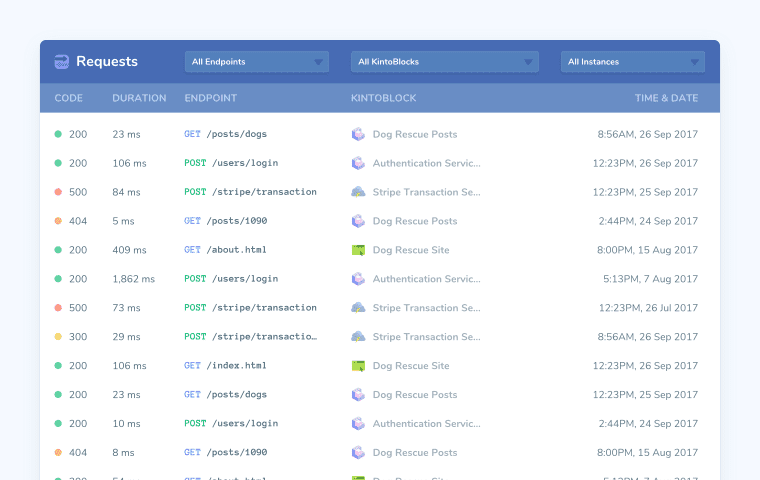 Requests All Endpoints All KintoBlocks All Instances
CODE DURATION ENDPOINT KINTOBLOCK TIME & DATE
200 23 ms GET /posts/dogs Dog Rescue Posts 8:56AM, 26 Sep 2017
200 106 ms POST /users/login Authentication Servic... 12:23PM, 26 Sep 2017
500 84 ms POST /stripe/transaction Stripe Transaction Se... 12:23PM, 25 Sep 2017
404 5 ms GET /posts/1090 Dog Rescue Posts 2:44PM, 24 Sep 2017
200 409 ms GET /about.html Dog Rescue Site 8:00PM, 15 Aug 2017
200 1,862 ms POST /users/login Authentication Servic... 5:13PM, 7 Aug 2017
500 73 ms POST /stripe/transaction Stripe Transaction Se... 12:23PM, 26 Jul 2017
300 29 ms POST /stripe/transactio... Stripe Transaction Se... 8:56AM, 26 Sep 2017
200 106 ms GET /index.html Dog Rescue Site 12:23PM, 26 Sep 2017
200 23 ms GET /posts/dogs Dog Rescue Posts 12:23PM, 25 Sep 2017
200 10 ms POST /users/login Authentication Servic... 2:44PM, 24 Sep 2017
404 8 ms GET /posts/1090 Dog Rescue Posts 8:00PM, 15 Aug 2017